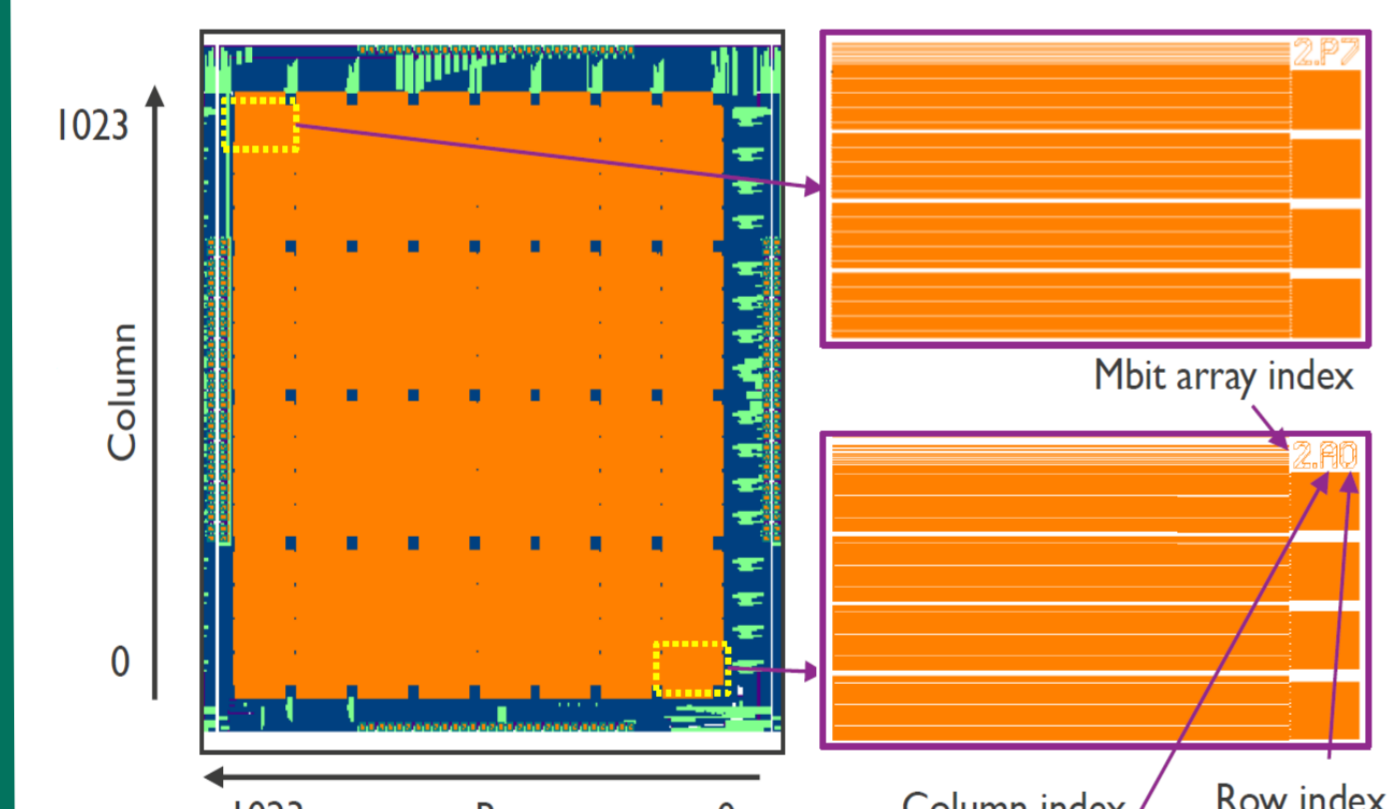 1023
2.P7
Mbit array index
Column
2.A0
0
Row index
Column index
1023
0